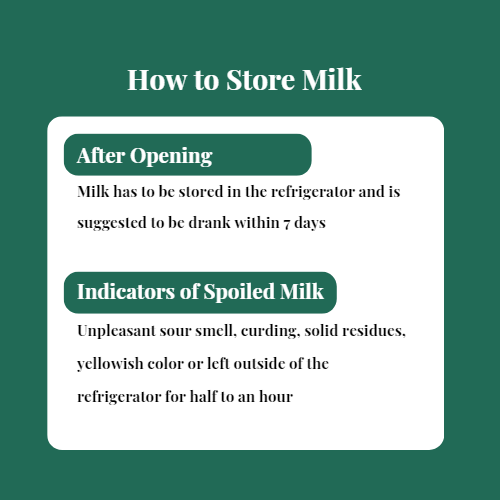 How to Store Milk
After Opening
Milk has to be stored in the refrigerator and is
suggested to be drank within 7 days
Indicators of Spoiled Milk
Unpleasant sour smell, curding, solid residues,
yellowish color or left outside of the
refrigerator for half to an hour